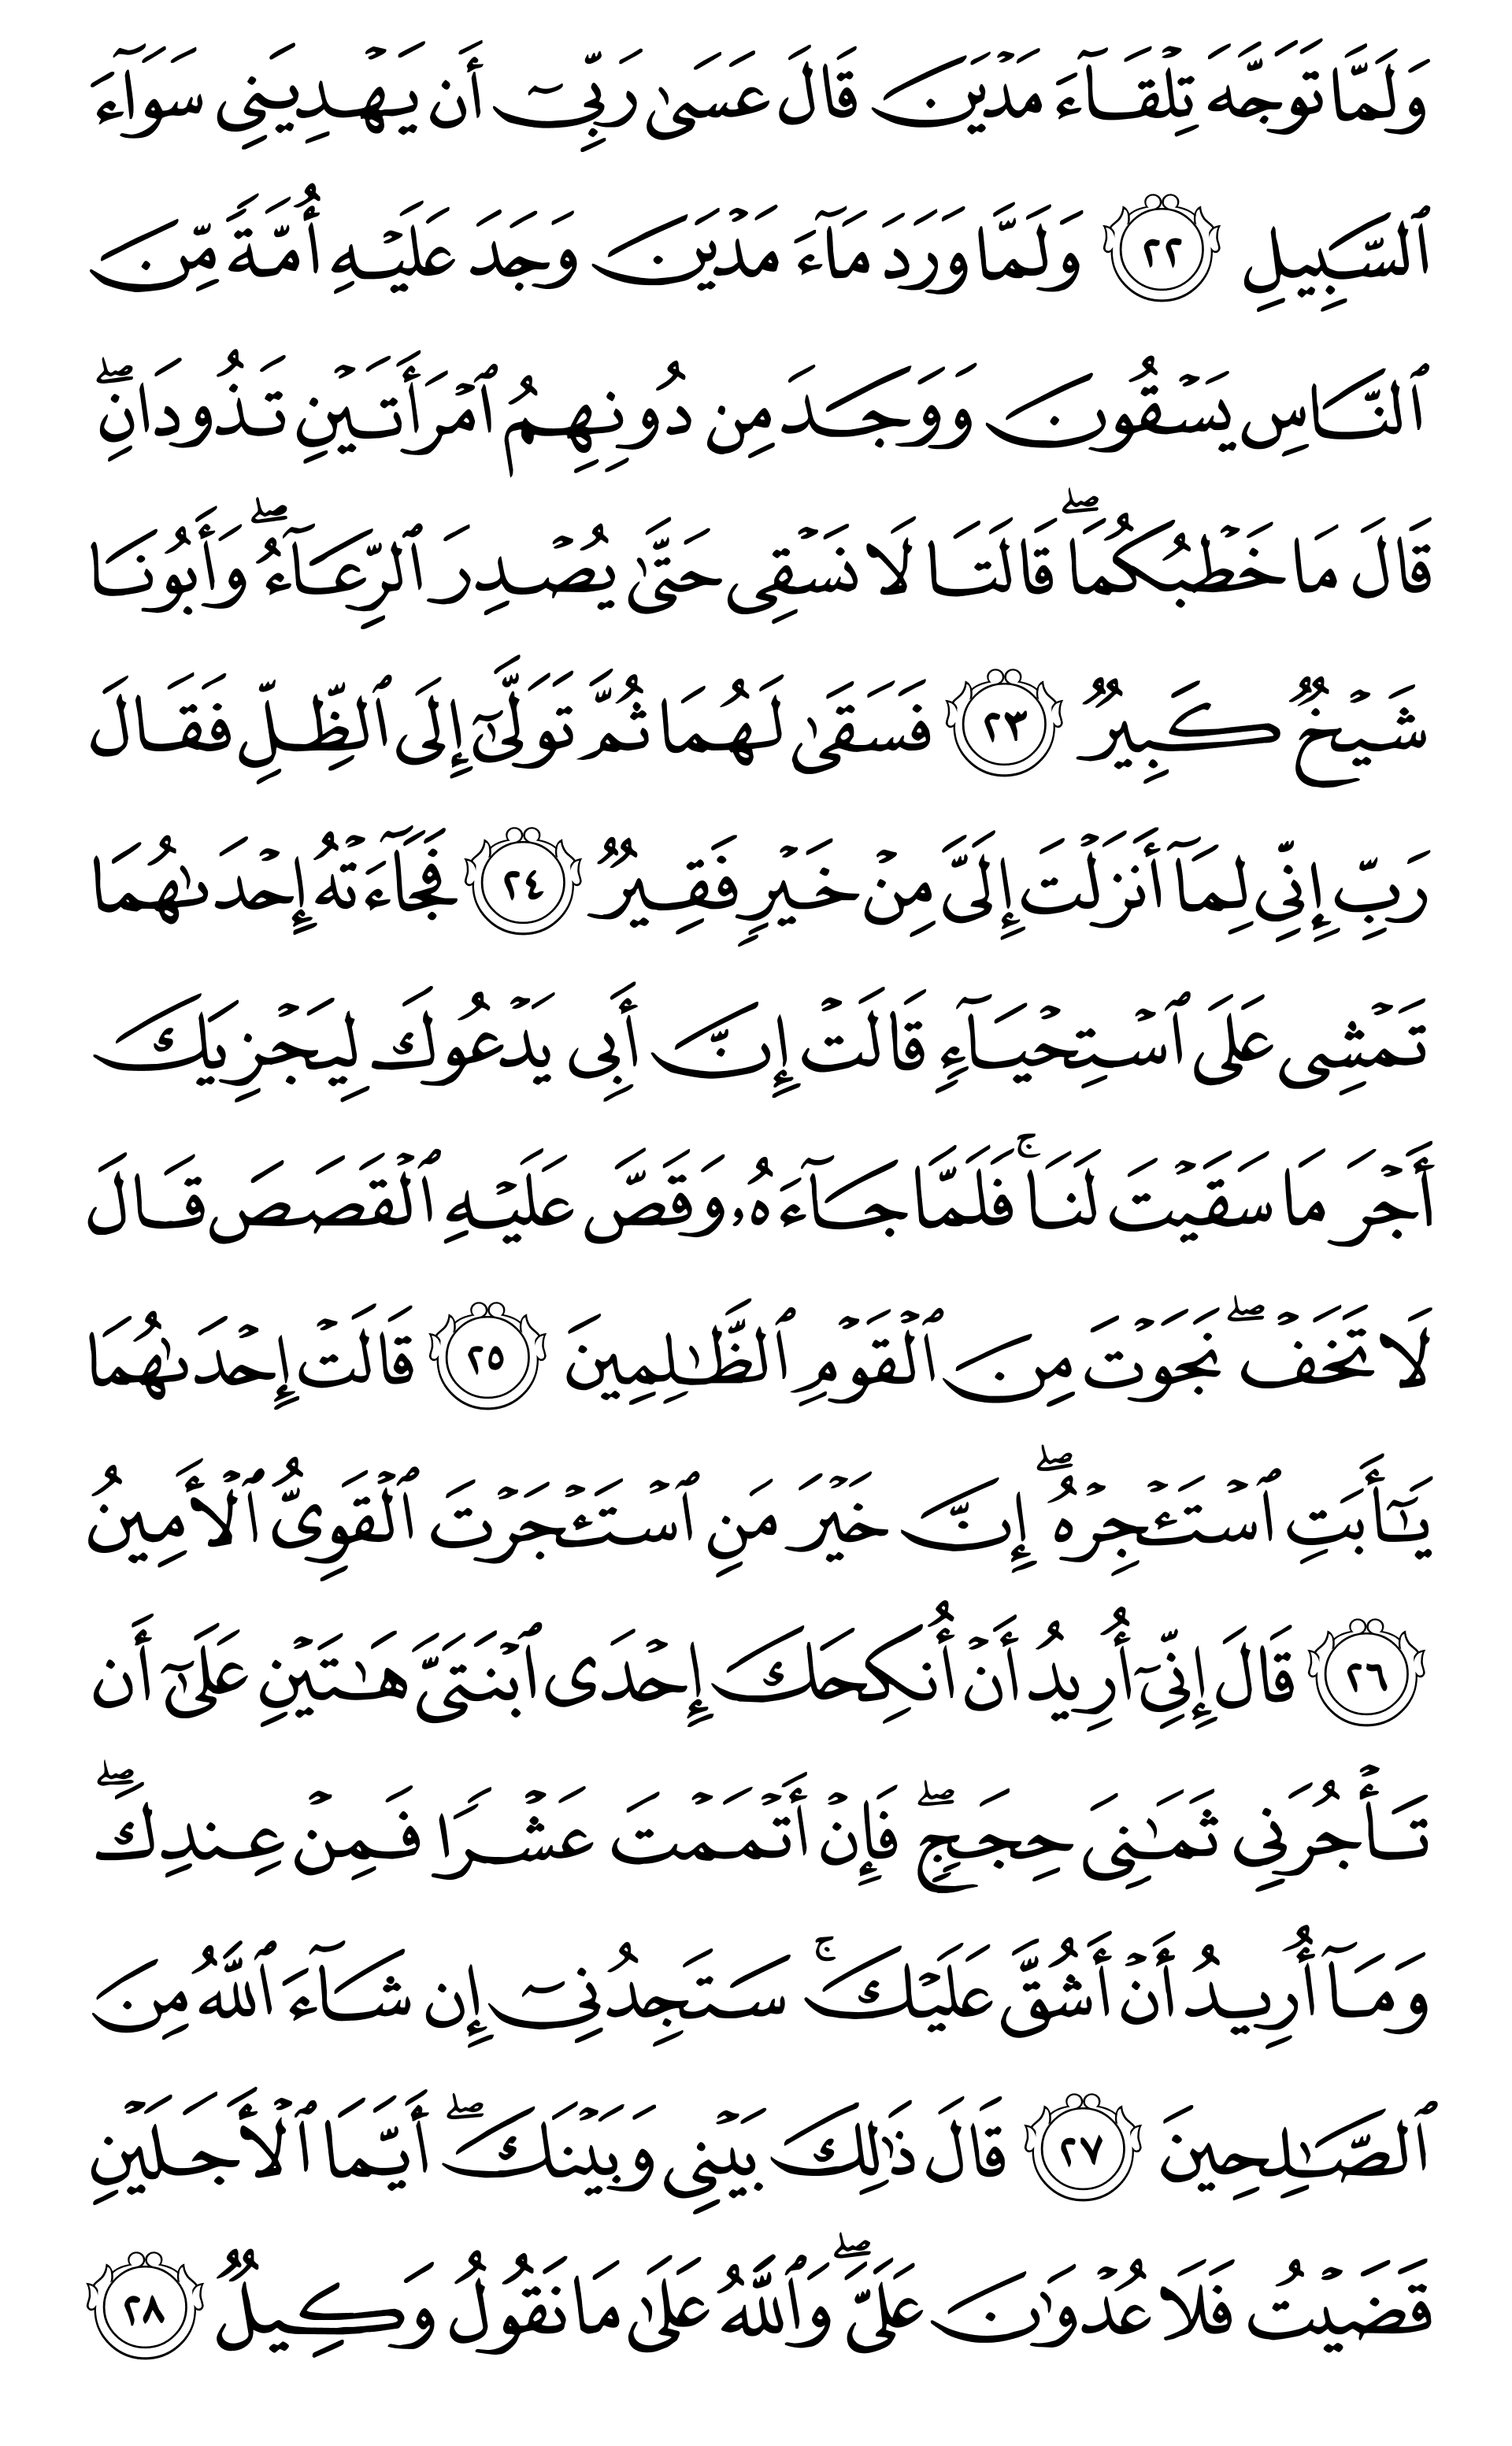 وَلَمَّا تَوَجَّهَ تِلْقَآءَ مَدْيَنَ قَالَ عَسَىٰ رَبِّىٓ أَن يَهْدِيَنِى سَوَآءَ
ٱلسَّبِيلِ ٢٢ وَلَمَّا وَرَدَ مَآءَ مَدْيَنَ وَجَدَ عَلَيْهِ أُمَّةً مِّنَ
ٱلنَّاسِ يَسْقُونَ وَوَجَدَ مِن دُونِهِمُ ٱمْرَأَتَيْنِ تَذُودَانِ ۖ
قَالَ مَا خَطْبُكُمَا ۖ قَالَتَا لَا نَسْقِى حَتَّىٰ يُصْدِرَ ٱلرِّعَآءُ ۖ وَأَبُونَا
شَيْخٌ كَبِيرٌ ٢٣ فَسَقَىٰ لَهُمَا ثُمَّ تَوَلَّىٰٓ إِلَى ٱلظِّلِّ فَقَالَ
رَبِّ إِنِّى لِمَآ أَنزَلْتَ إِلَىَّ مِنْ خَيْرٍ فَقِيرٌ ٢٤ فَجَآءَتْهُ إِحْدَىٰهُمَا
تَمْشِى عَلَى ٱسْتِحْيَآءٍ قَالَتْ إِنَّ أَبِى يَدْعُوكَ لِيَجْزِيَكَ
أَجْرَ مَا سَقَيْتَ لَنَا ۚ فَلَمَّا جَآءَهُۥ وَقَصَّ عَلَيْهِ ٱلْقَصَصَ قَالَ
لَا تَخَفْ ۖ نَجَوْتَ مِنَ ٱلْقَوْمِ ٱلظَّٰلِمِينَ ٢٥ قَالَتْ إِحْدَىٰهُمَا
يَٰٓأَبَتِ ٱسْتَـْٔجِرْهُ ۖ إِنَّ خَيْرَ مَنِ ٱسْتَـْٔجَرْتَ ٱلْقَوِىُّ ٱلْأَمِينُ
٢٦ قَالَ إِنِّىٓ أُرِيدُ أَنْ أُنكِحَكَ إِحْدَى ٱبْنَتَىَّ هَٰتَيْنِ عَلَىٰٓ أَن
تَأْجُرَنِى ثَمَٰنِىَ حِجَجٍ ۖ فَإِنْ أَتْمَمْتَ عَشْرًا فَمِنْ عِندِكَ ۖ
وَمَآ أُرِيدُ أَنْ أَشُقَّ عَلَيْكَ ۚ سَتَجِدُنِىٓ إِن شَآءَ ٱللَّهُ مِنَ
ٱلصَّٰلِحِينَ ٢٧ قَالَ ذَٰلِكَ بَيْنِى وَبَيْنَكَ ۖ أَيَّمَا ٱلْأَجَلَيْنِ
قَضَيْتُ فَلَا عُدْوَٰنَ عَلَىَّ ۖ وَٱللَّهُ عَلَىٰ مَا نَقُولُ وَكِيلٌ ٢٨